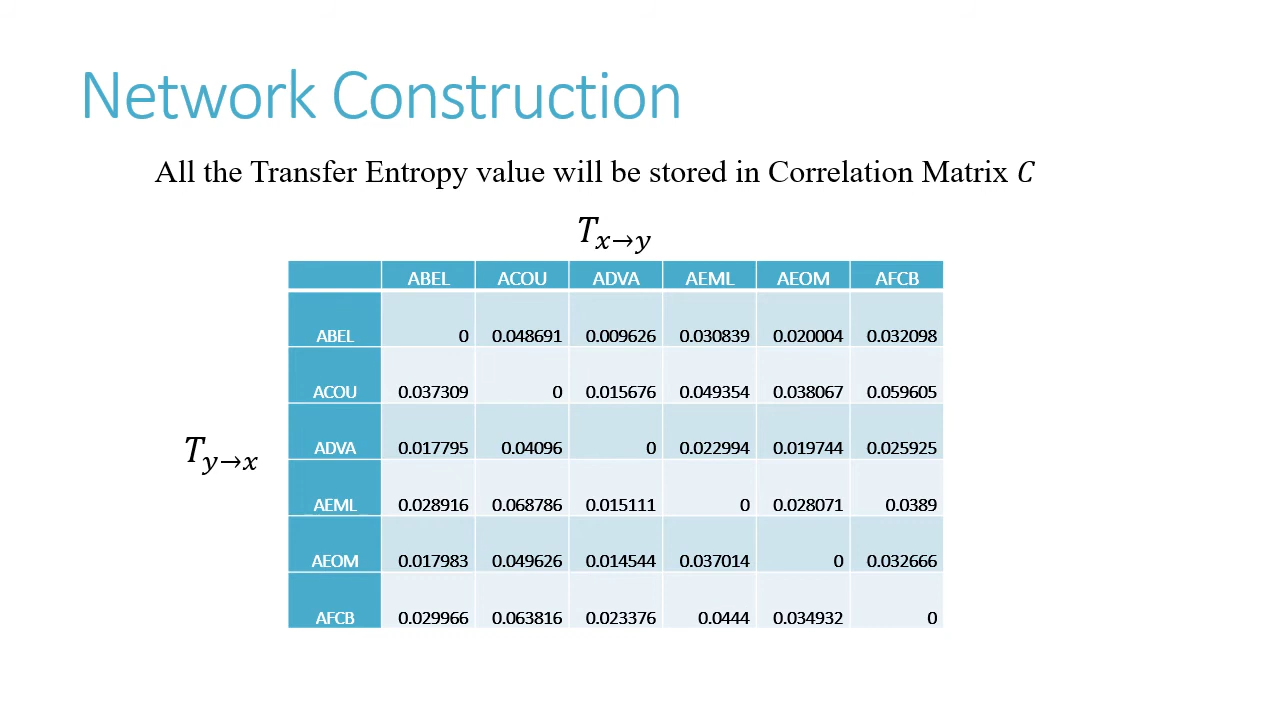 Network Construction
All the Transfer Entropy value will be stored in Correlation Matrix 𝐶
𝑇𝑥→𝑦
ABEL ACOU ADVA AEML AEOM AFCB
ABEL 0 0.048691 0.009626 0.030839 0.020004 0.032098
ACOU 0.037309 0 0.015676 0.049354 0.038067 0.059605
𝑇𝑦→𝑥
ADVA 0.017795 0.04096 0 0.022994 0.019744 0.025925
AEML 0.028916 0.068786 0.015111 0 0.028071 0.0389
AEOM 0.017983 0.049626 0.014544 0.037014 0 0.032666
AFCB 0.029966 0.063816 0.023376 0.0444 0.034932 0